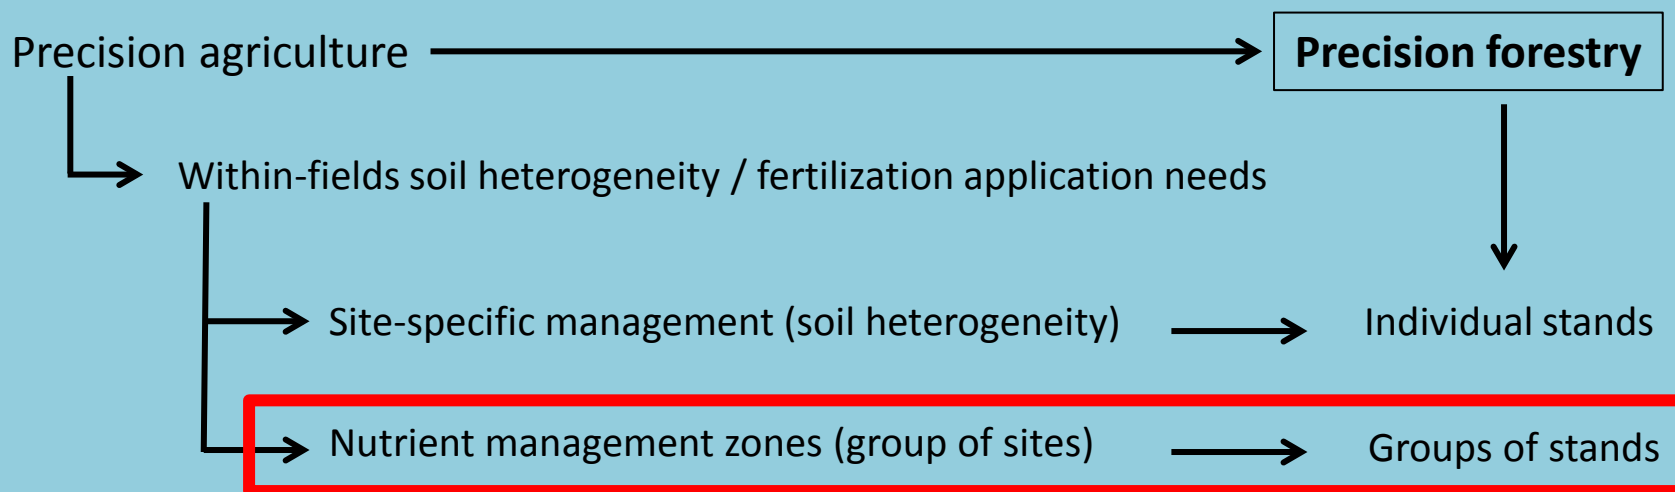 Precision agriculture
Precision forestry
Within-fields soil heterogeneity / fertilization application needs
Site-specific management (soil heterogeneity)
Individual stands
Nutrient management zones (group of sites)
Groups of stands